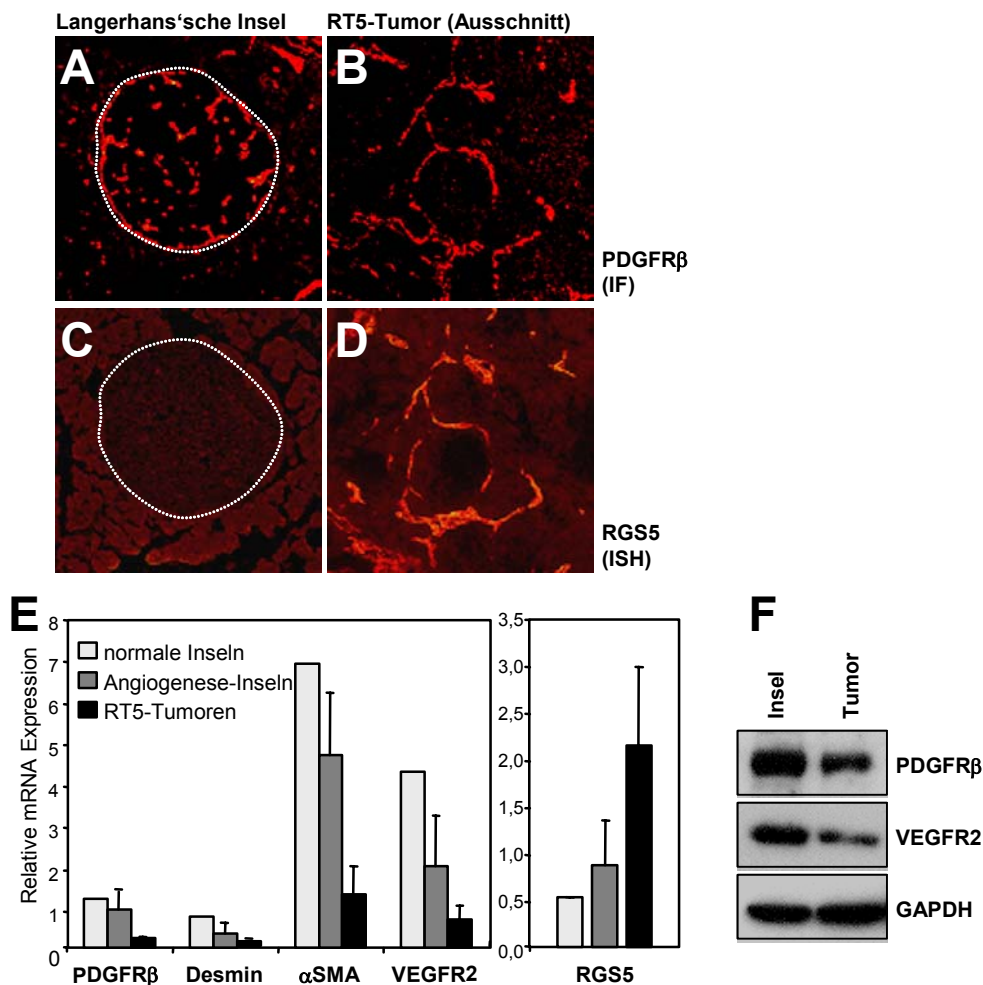 Langerhans‘sche Insel
RT5-Tumor (Ausschnitt)
A
B
PDGFRβ
(IF)
C
D
RGS5
(ISH)
E
Relative mRNA Expression
8
7
6
5
4
3
2
1
0
normale Inseln
Angiogenese-Inseln
RT5-Tumoren
PDGFRβ
Desmin
αSMA
VEGFR2
3,5
3,0
2,5
2,0
1,5
1,0
0,5
0,0
RGS5
F
Insel
Tumor
PDGFRβ
VEGFR2
GAPDH